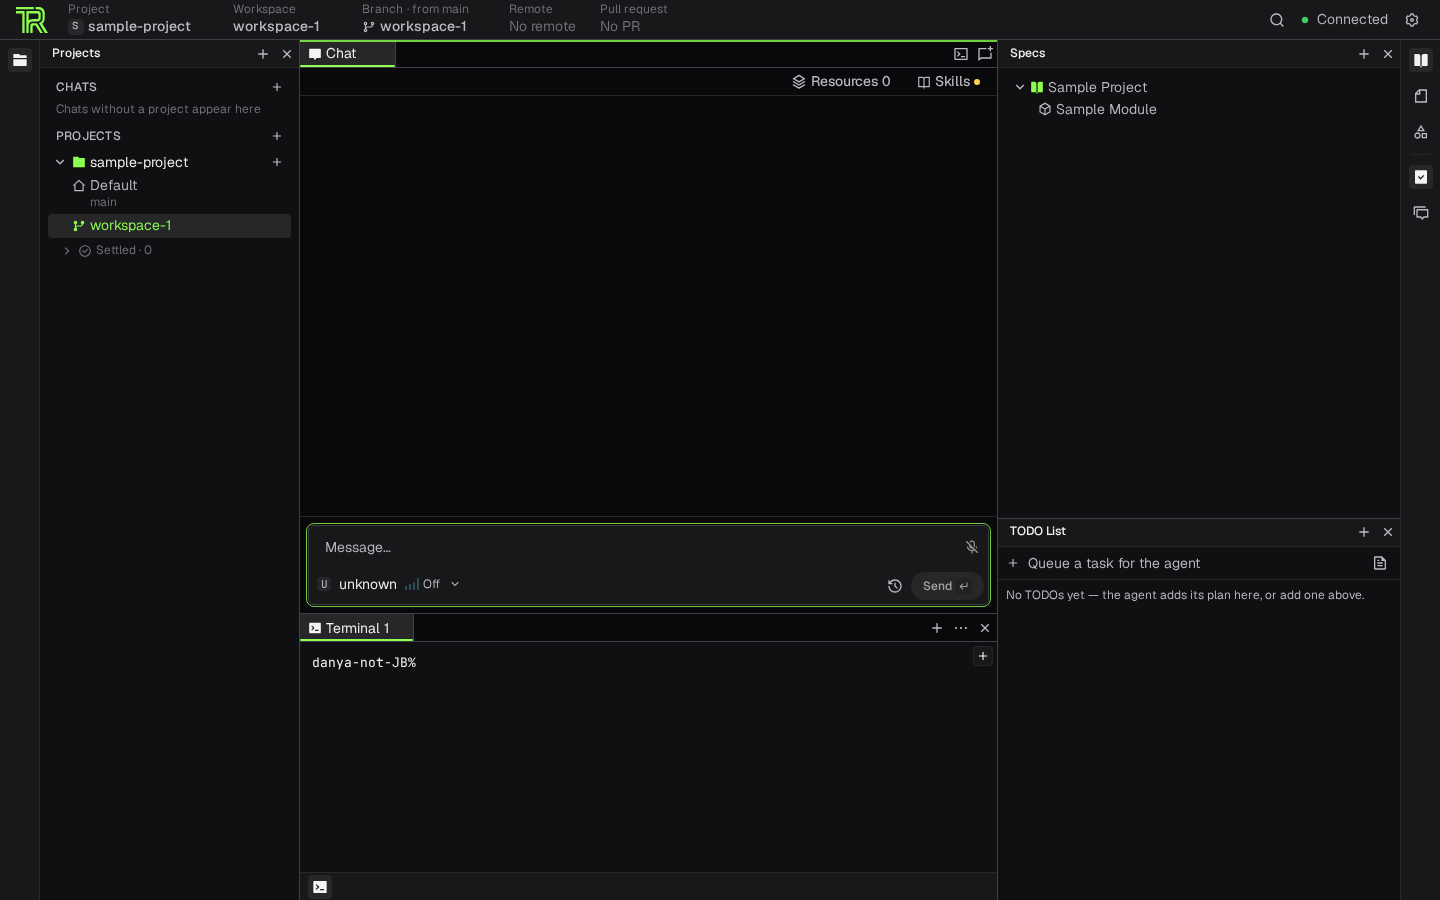 Project
S sample-project
Workspace
workspace-1
Branch · from main
workspace-1
Remote
No remote
Pull request
No PR
Connected
Projects
CHATS
Chats without a project appear here
PROJECTS
sample-project
Default
main
workspace-1
Settled · 0
Chat
Resources 0
Skills
Message...
U unknown Off
Send
Terminal 1
danya-not-JB%
Specs
Sample Project
Sample Module
TODO List
Queue a task for the agent
No TODOs yet — the agent adds its plan here, or add one above.